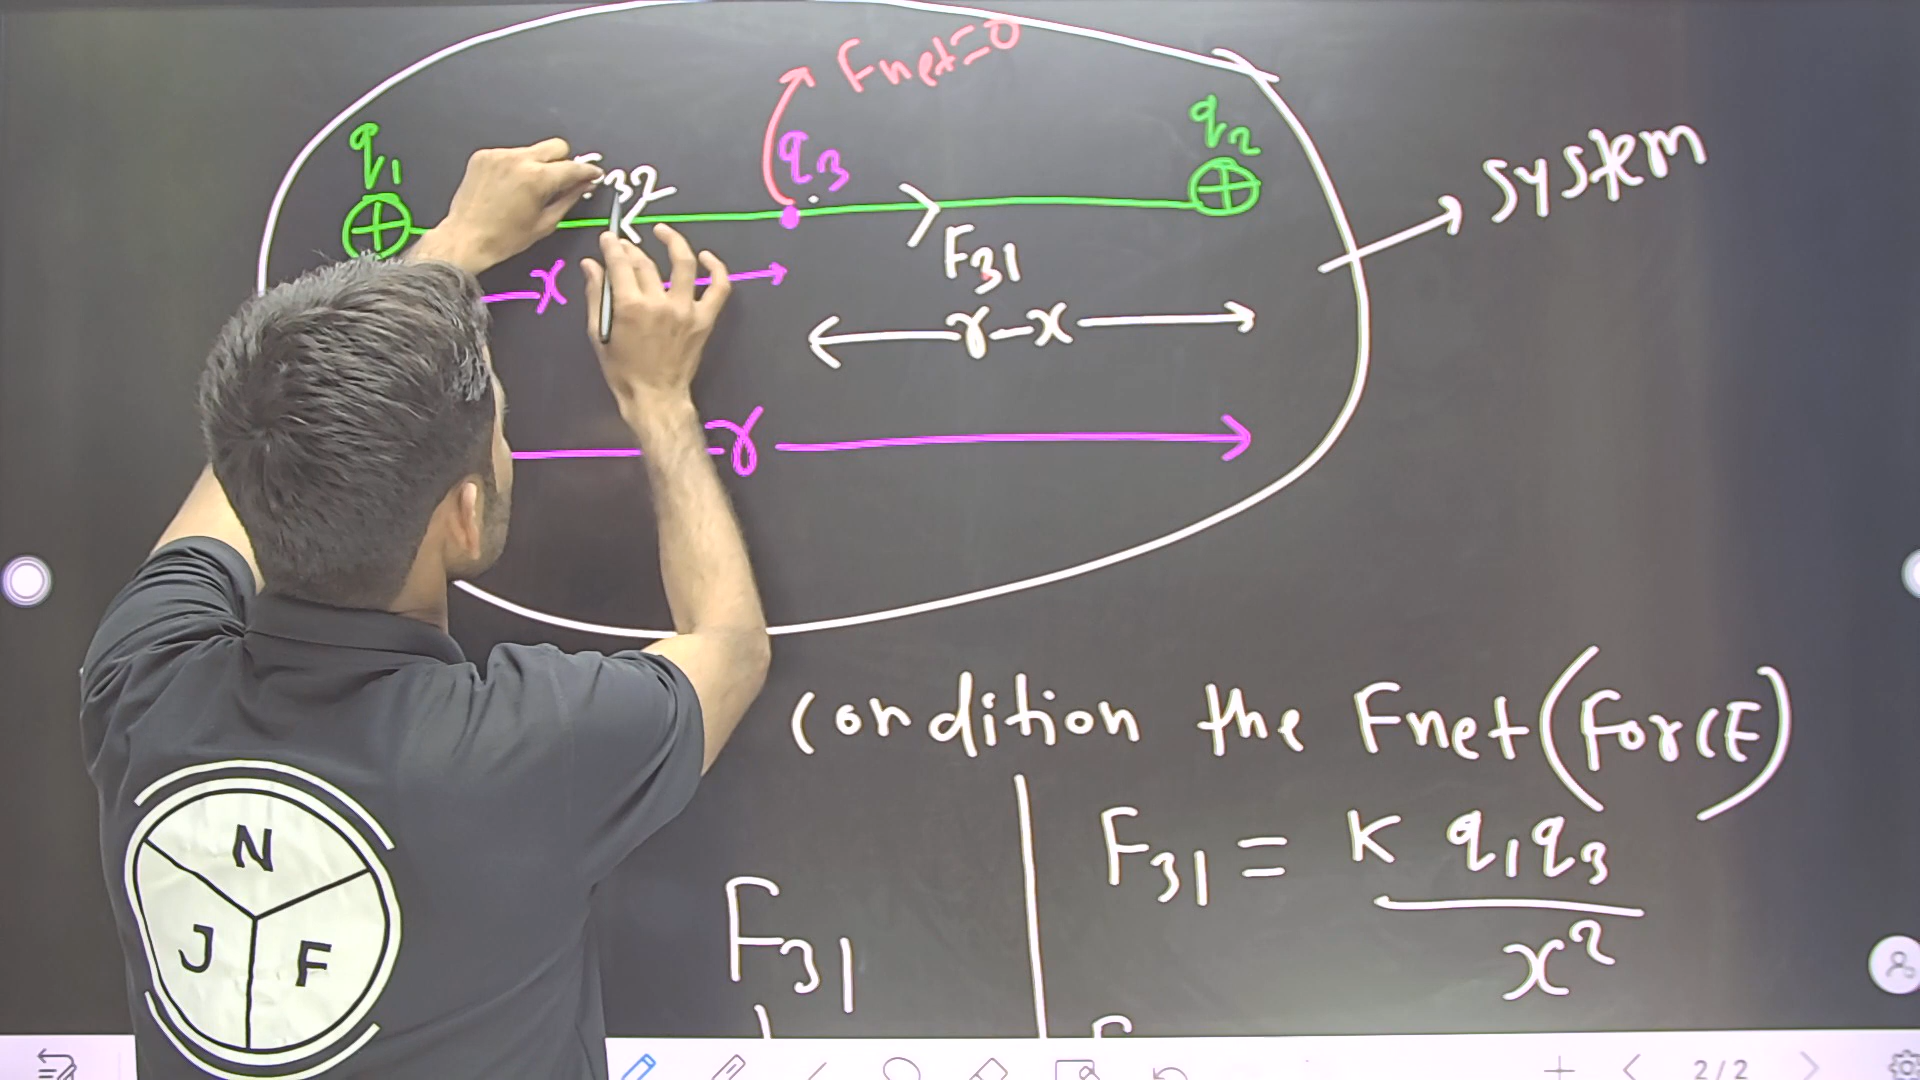 Fnet=0
q1
F32
q3
q2
system
F31
x
r-x
r
condition the Fnet (ForcE)
F31 = K q1q3
x²
F31
N
J F
2/2